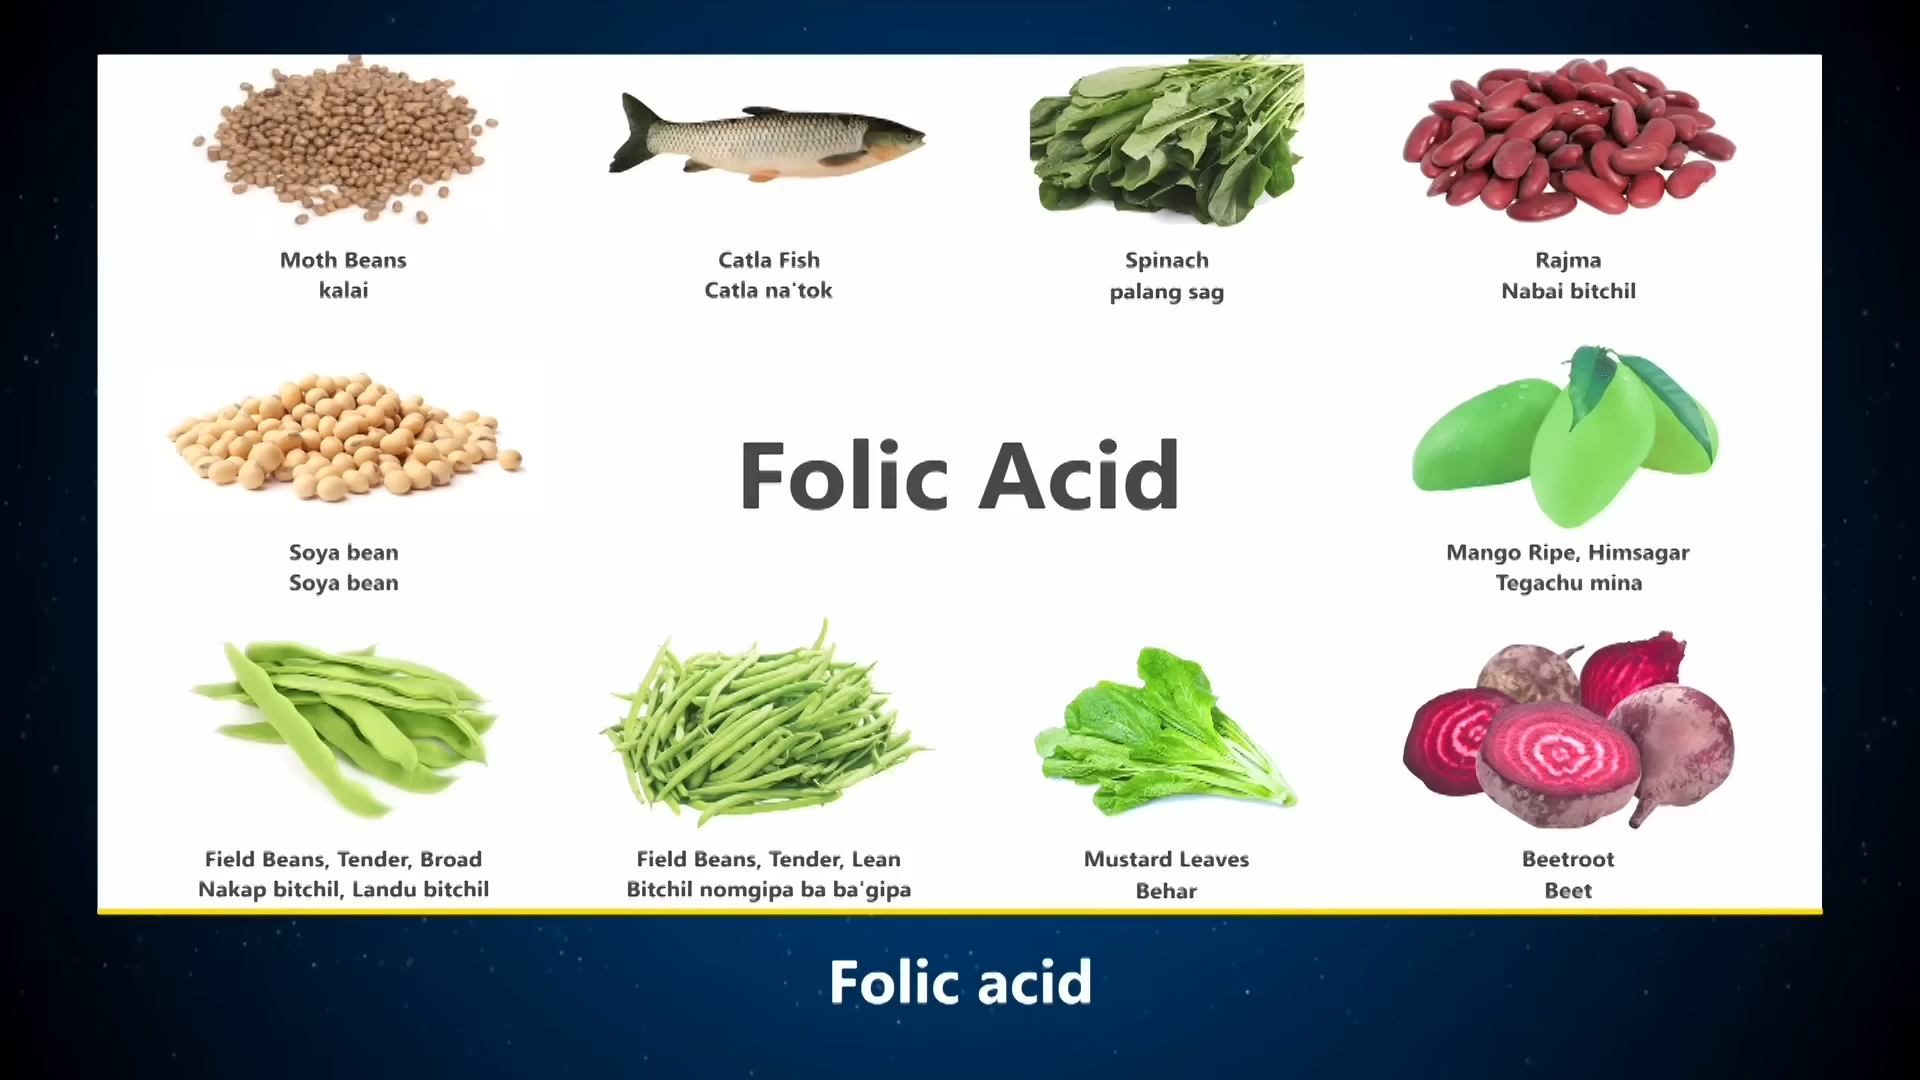 Moth Beans
kalai
Catla Fish
Catla na'tok
Spinach
palang sag
Rajma
Nabai bitchil
Soya bean
Soya bean
Folic Acid
Mango Ripe, Himsagar
Tegachu mina
Field Beans, Tender, Broad
Nakap bitchil, Landu bitchil
Field Beans, Tender, Lean
Bitchil nomgipa ba ba'gipa
Mustard Leaves
Behar
Beetroot
Beet
Folic acid